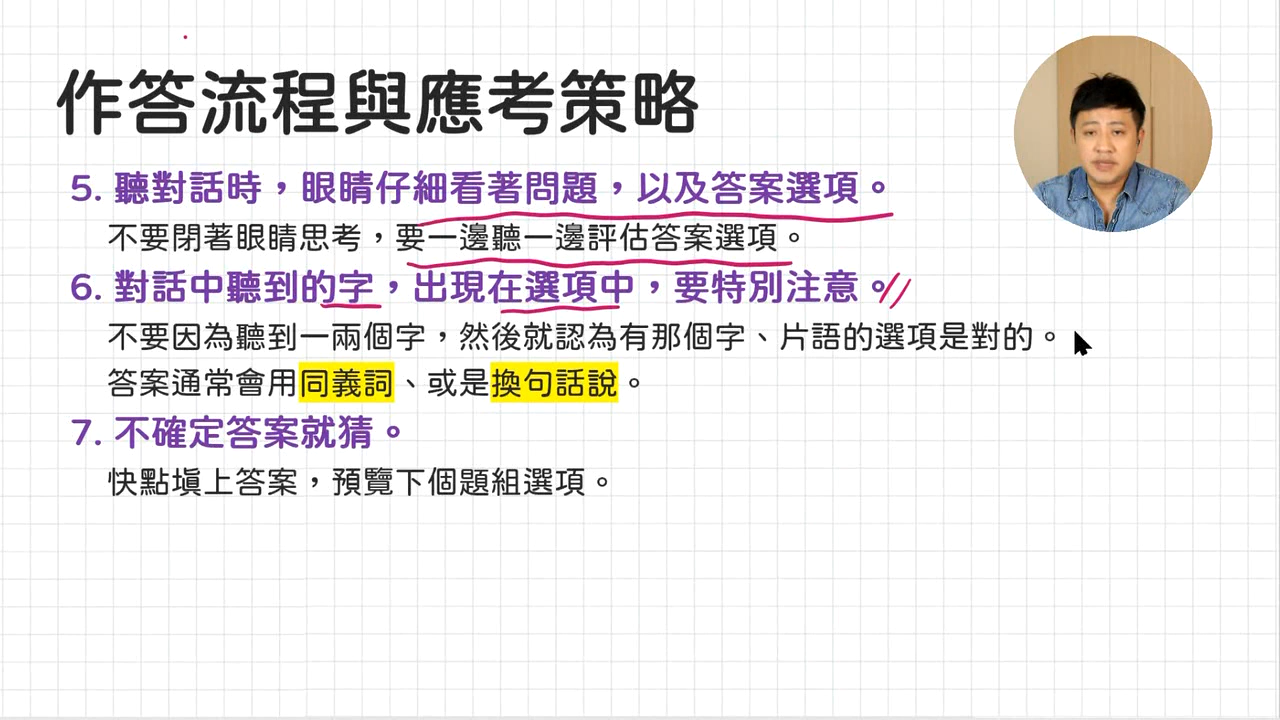 作答流程與應考策略
5. 聽對話時，眼睛仔細看著問題，以及答案選項。
不要閉著眼睛思考，要一邊聽一邊評估答案選項。
6. 對話中聽到的字，出現在選項中，要特別注意。
不要因為聽到一兩個字，然後就認為有那個字、片語的選項是對的。
答案通常會用同義詞、或是換句話說。
7. 不確定答案就猜。
快點填上答案，預覽下個題組選項。